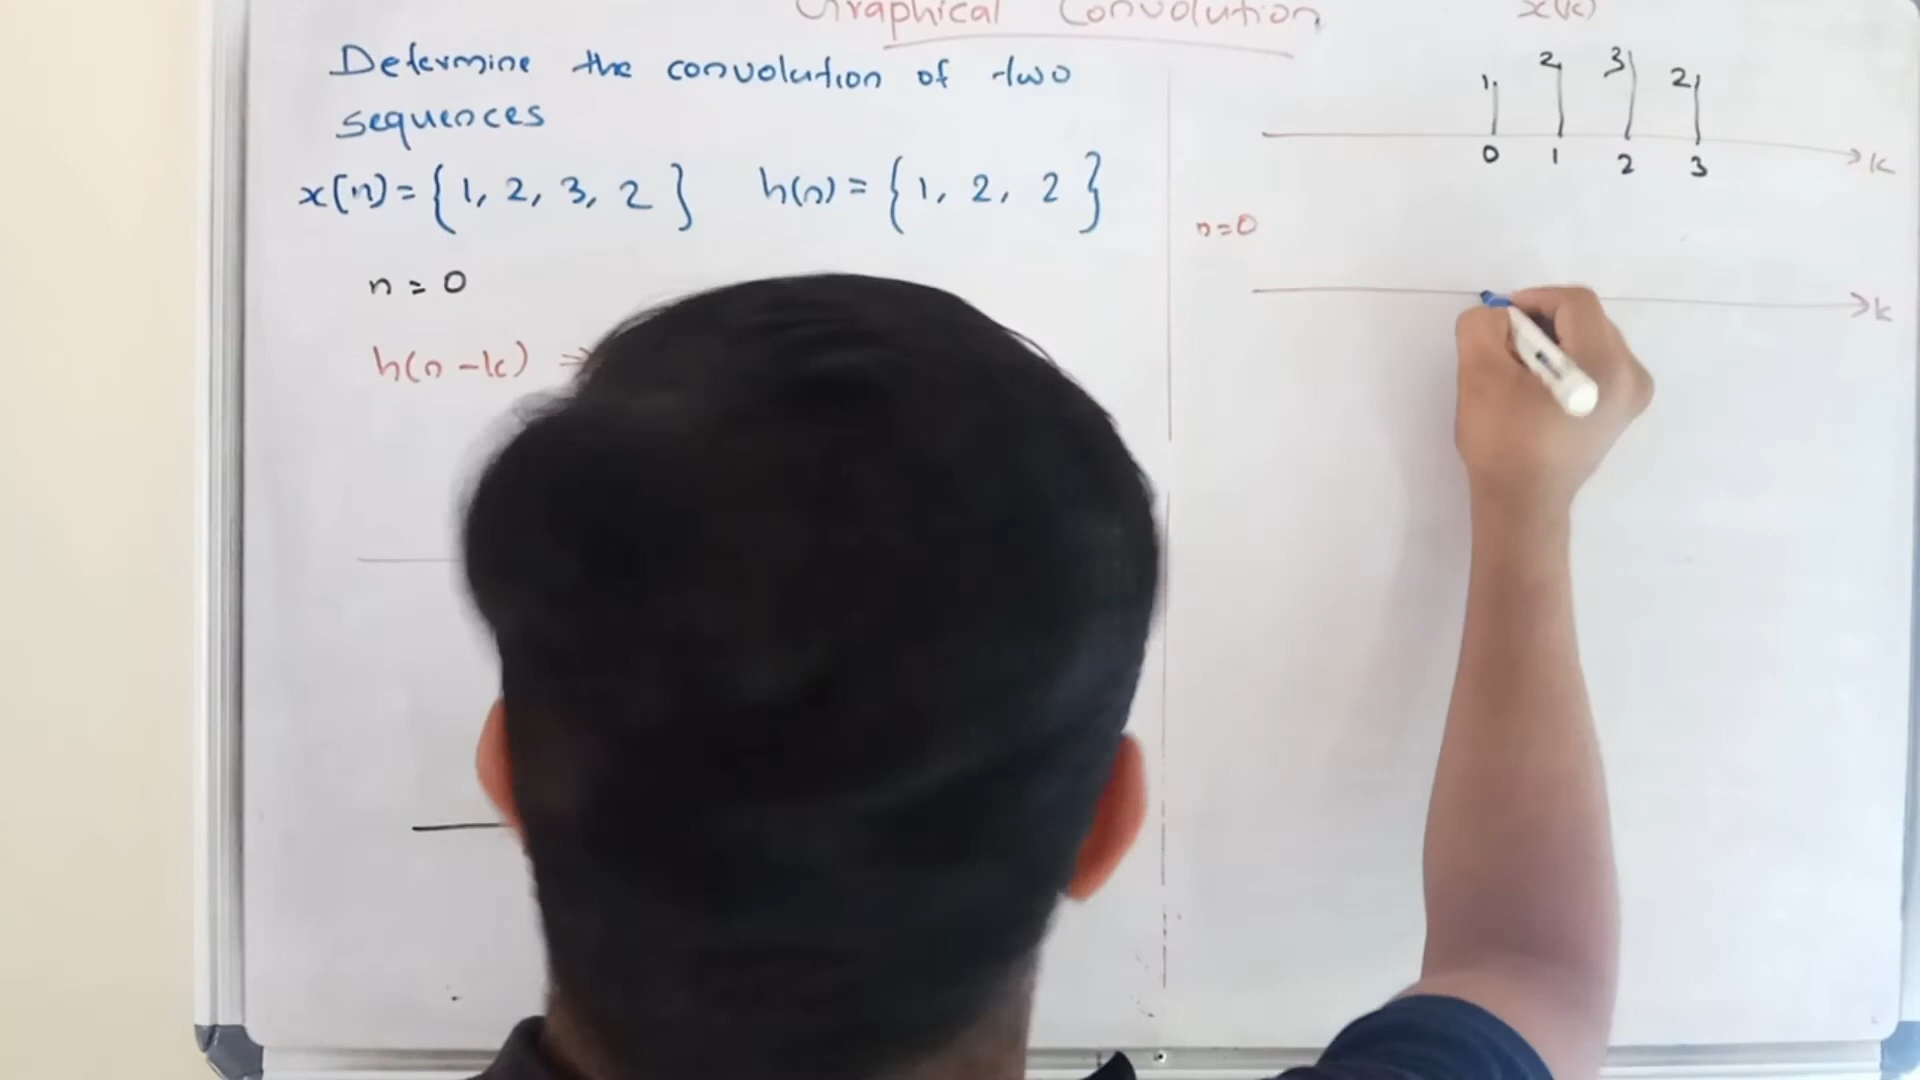 Graphical Convolution
Determine the convolution of two
sequences
x(n) = { 1, 2, 3, 2 } h(n) = { 1, 2, 2 }
n = 0
h(n-k) →
x(k)
1 2 3 2
0 1 2 3 k
n=0
k